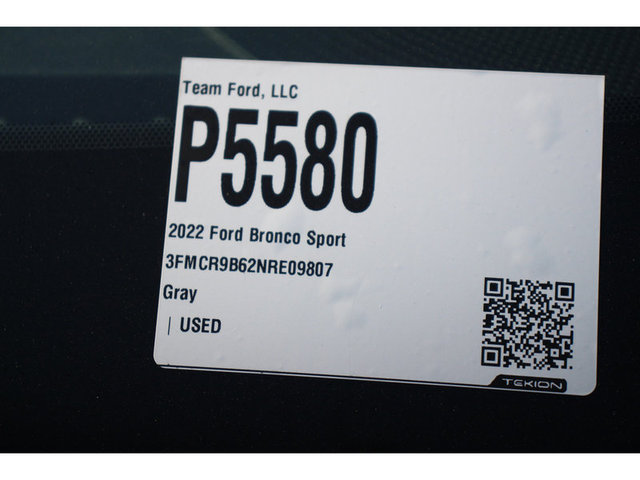 Team Ford, LLC
P5580
2022 Ford Bronco Sport
3FMCR9B62NRE09807
Gray
| USED
TEKION